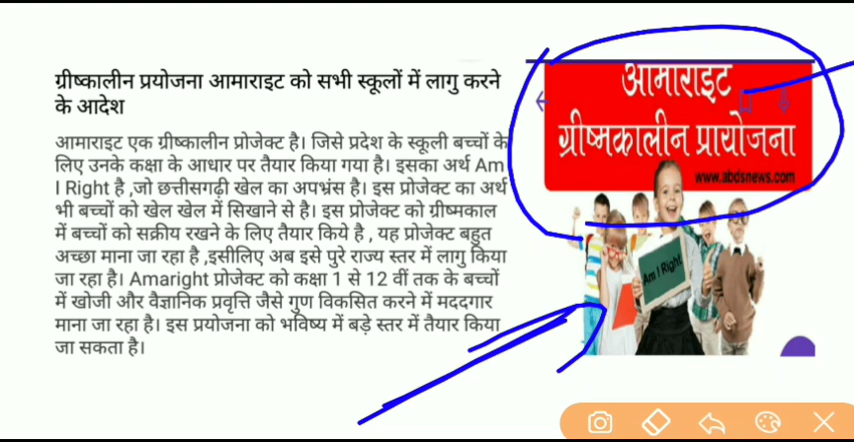 ग्रीष्कालीन प्रयोजना आमाराइट को सभी स्कूलों में लागु करने
के आदेश
आमाराइट एक ग्रीष्कालीन प्रोजेक्ट है। जिसे प्रदेश के स्कूली बच्चों के
लिए उनके कक्षा के आधार पर तैयार किया गया है। इसका अर्थ Am
I Right है ,जो छत्तीसगढ़ी खेल का अपभ्रंस है। इस प्रोजेक्ट का अर्थ
भी बच्चों को खेल खेल में सिखाने से है। इस प्रोजेक्ट को ग्रीष्मकाल
में बच्चों को सक्रीय रखने के लिए तैयार किये है , यह प्रोजेक्ट बहुत
अच्छा माना जा रहा है ,इसीलिए अब इसे पुरे राज्य स्तर में लागु किया
जा रहा है। Amaright प्रोजेक्ट को कक्षा 1 से 12 वीं तक के बच्चों
में खोजी और वैज्ञानिक प्रवृत्ति जैसे गुण विकसित करने में मददगार
माना जा रहा है। इस प्रयोजना को भविष्य में बड़े स्तर में तैयार किया
जा सकता है।
आमाराइट
ग्रीष्मकालीन प्रायोजना
www.abdsnews.com
Am I Right